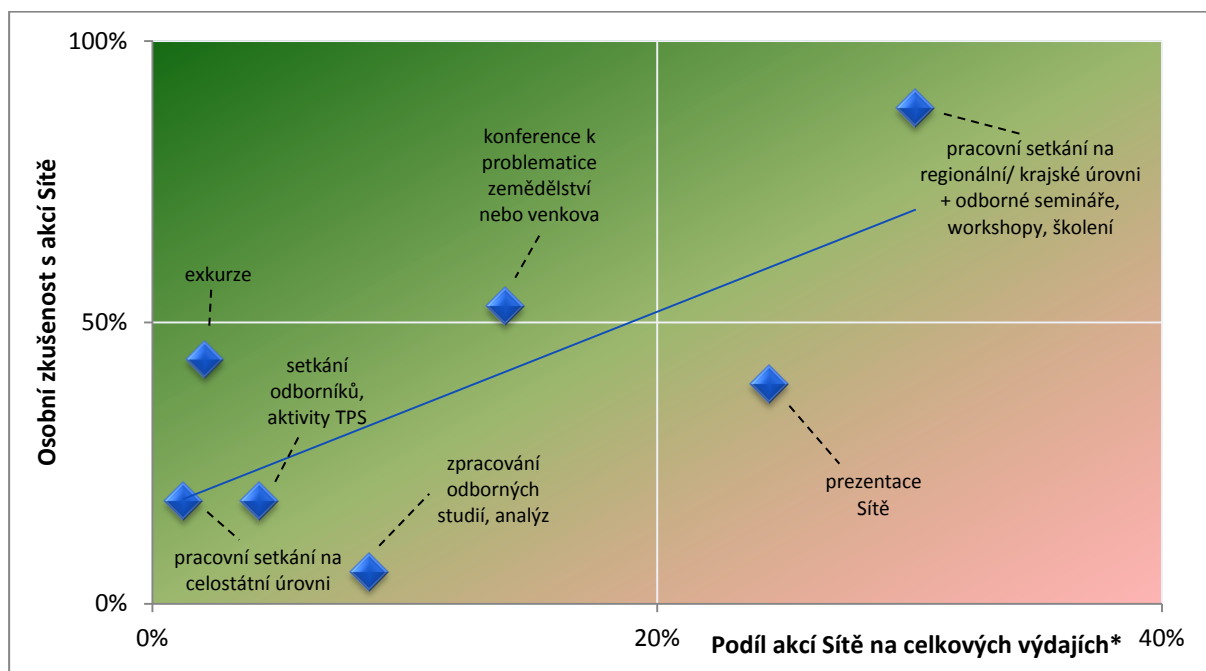 100%
50%
0%
Osobní zkušenost s akcí Sítě
konference k
problematice
zemědělství
nebo venkova
pracovní setkání na
regionální/ krajské úrovni
+ odborné semináře,
workshopy, školení
exkurze
setkání
odborníků,
aktivity TPS
zpracování
odborných
studií, analýz
prezentace
Sítě
pracovní setkání na
celostátní úrovni
0%
20%
Podíl akcí Sítě na celkových výdajích*
40%